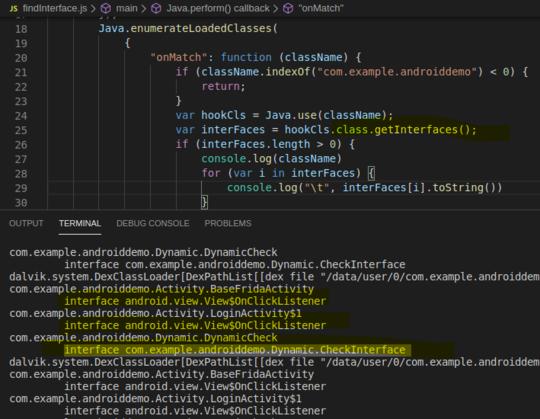 JS findInterface.js > main > Java.perform() callback > "onMatch"
18 Java.enumerateLoadedClasses(
19 {
20 "onMatch": function (className) {
21 if (className.indexOf("com.example.androiddemo") < 0) {
22 return;
23 }
24 var hookCls = Java.use(className);
25 var interFaces = hookCls.class.getInterfaces();
26 if (interFaces.length > 0) {
27 console.log(className)
28 for (var i in interFaces) {
29 console.log("\t", interFaces[i].toString())
30 }
OUTPUT TERMINAL DEBUG CONSOLE PROBLEMS
com.example.androiddemo.Dynamic.DynamicCheck
interface com.example.androiddemo.Dynamic.CheckInterface
dalvik.system.DexClassLoader[DexPathList[[dex file "/data/user/0/com.example.androiddem
com.example.androiddemo.Activity.BaseFridaActivity
interface android.view.View$OnClickListener
com.example.androiddemo.Activity.LoginActivity$1
interface android.view.View$OnClickListener
com.example.androiddemo.Dynamic.DynamicCheck
interface com.example.androiddemo.Dynamic.CheckInterface
dalvik.system.DexClassLoader[DexPathList[[dex file "/data/user/0/com.example.androiddem
com.example.androiddemo.Activity.BaseFridaActivity
interface android.view.View$OnClickListener
com.example.androiddemo.Activity.LoginActivity$1
interface android.view.View$OnClickListener